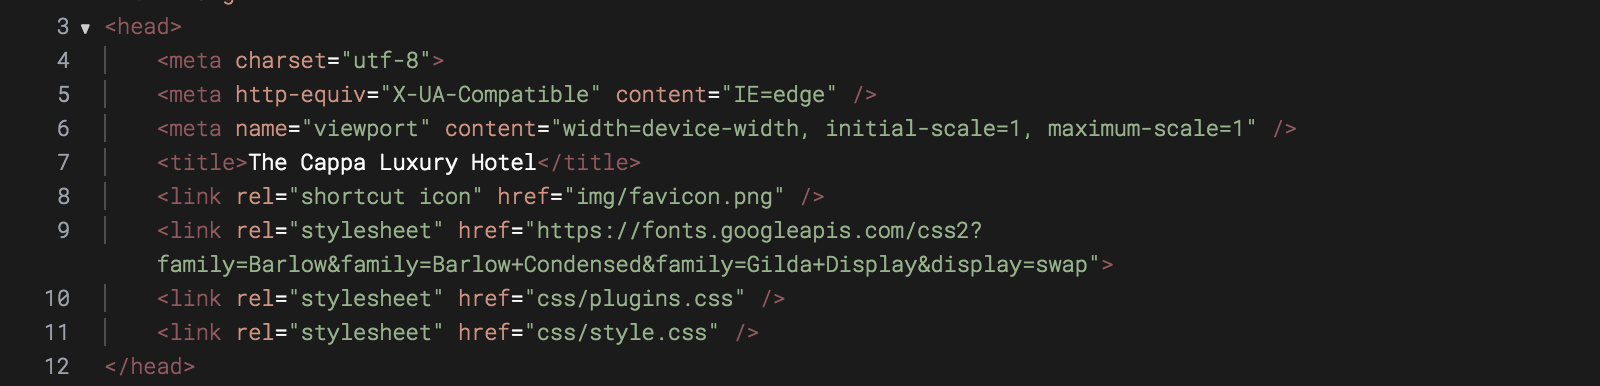 3 ▼ <head>
4 <meta charset="utf-8">
5 <meta http-equiv="X-UA-Compatible" content="IE=edge" />
6 <meta name="viewport" content="width=device-width, initial-scale=1, maximum-scale=1" />
7 <title>The Cappa Luxury Hotel</title>
8 <link rel="shortcut icon" href="img/favicon.png" />
9 <link rel="stylesheet" href="https://fonts.googleapis.com/css2?
family=Barlow&family=Barlow+Condensed&family=Gilda+Display&display=swap">
10 <link rel="stylesheet" href="css/plugins.css" />
11 <link rel="stylesheet" href="css/style.css" />
12 </head>